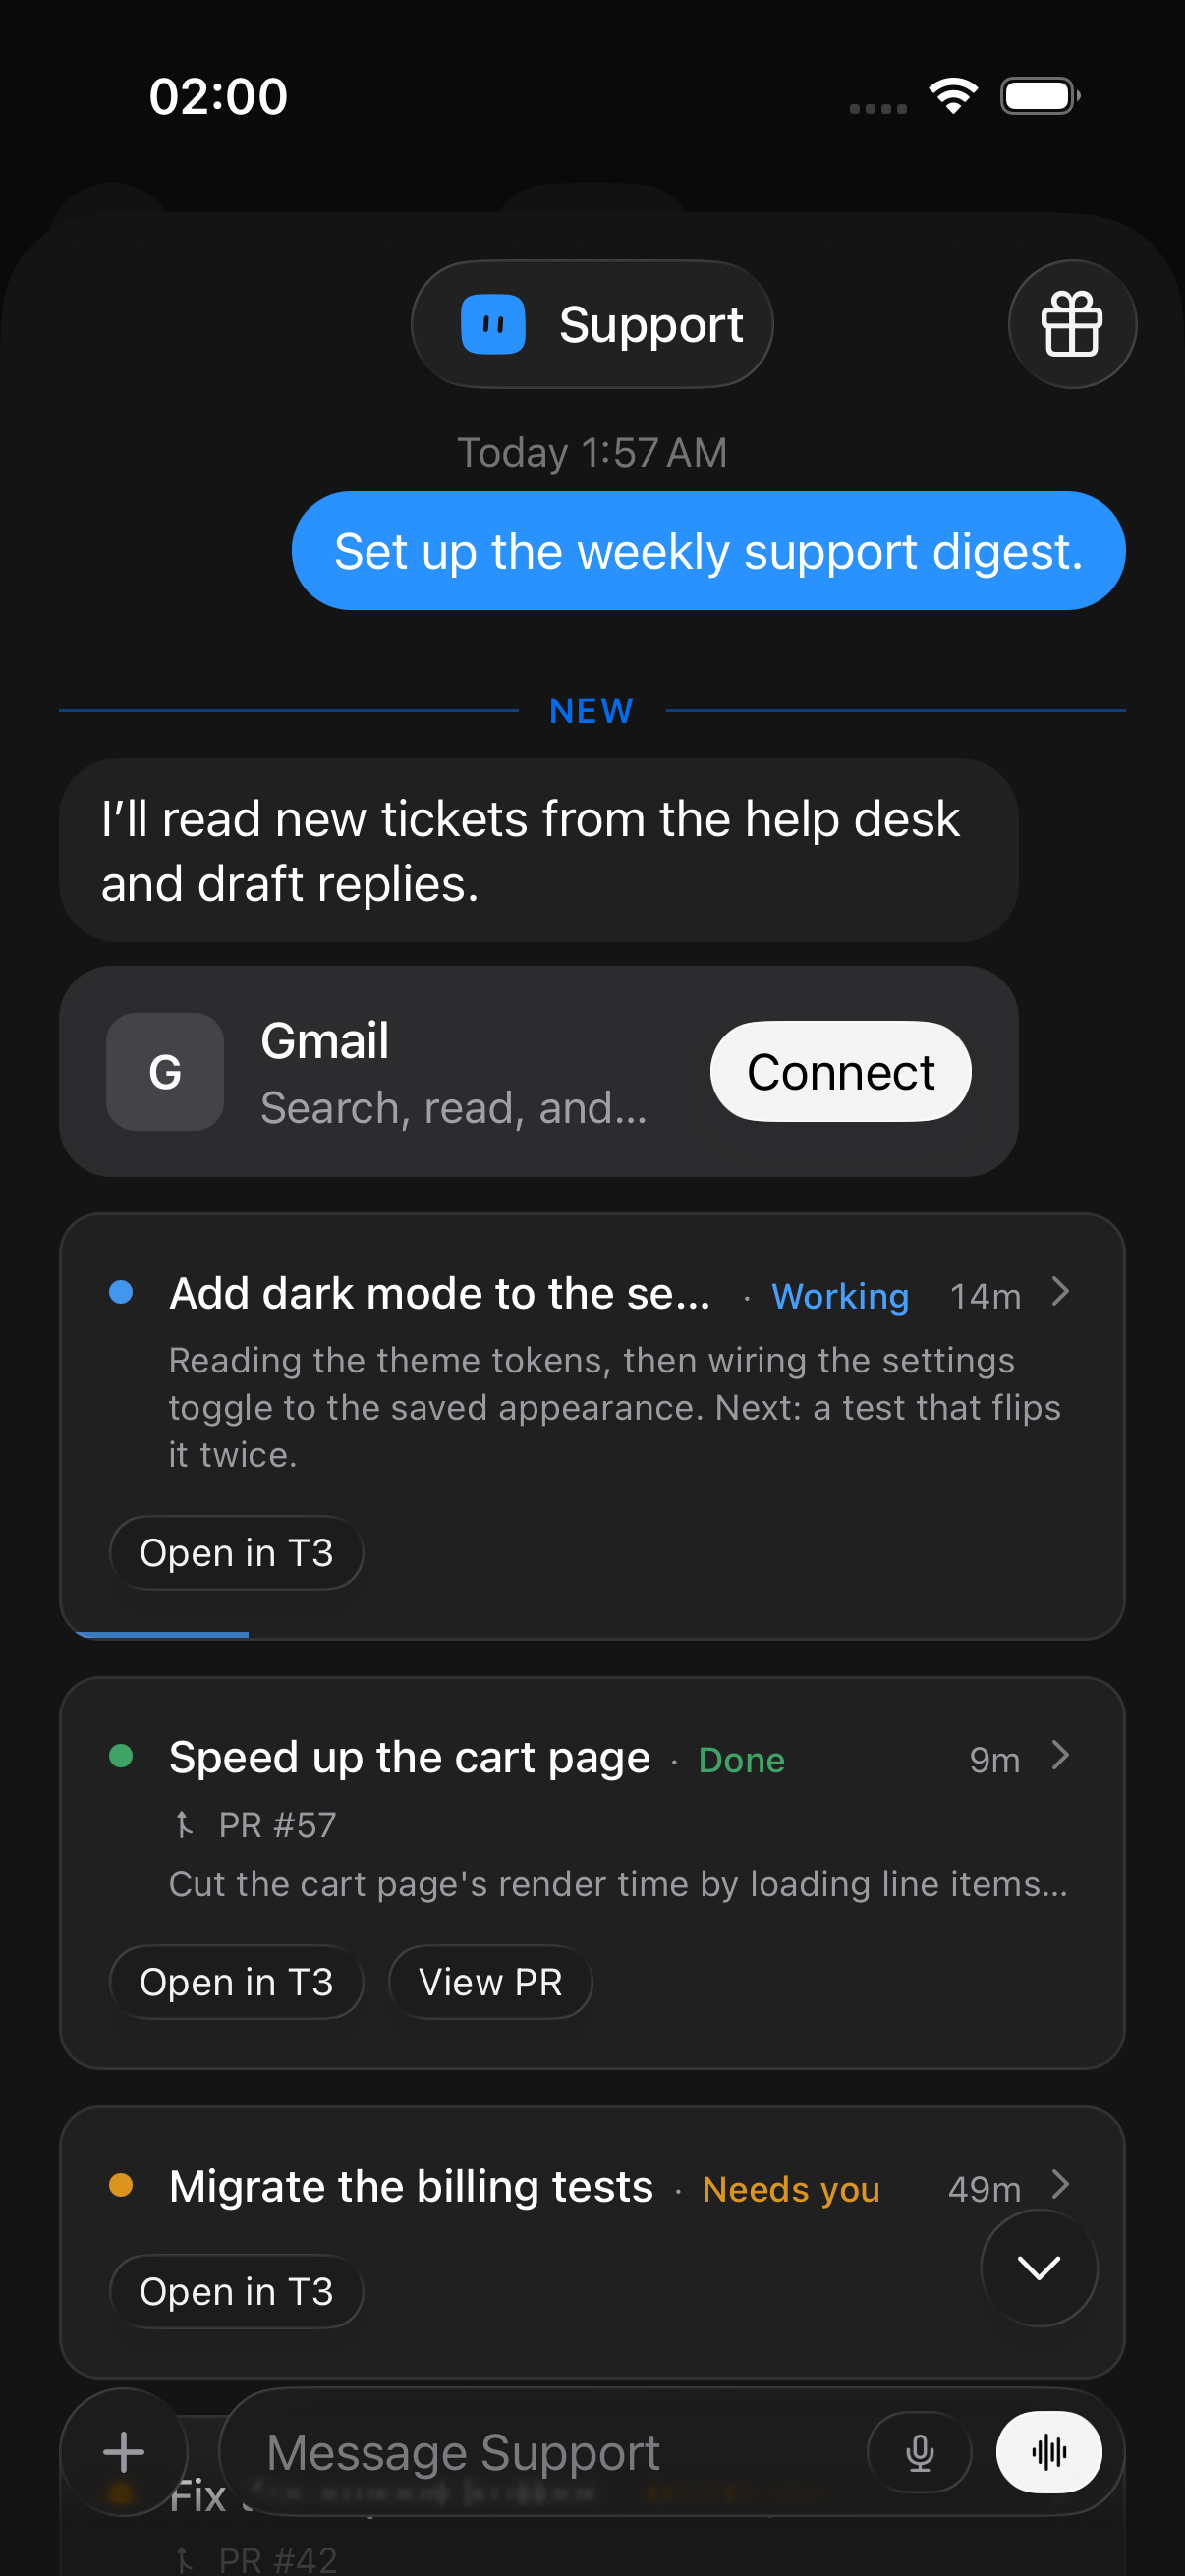 02:00
Support
Today 1:57 AM
Set up the weekly support digest.
NEW
I’ll read new tickets from the help desk
and draft replies.
G
Gmail
Search, read, and...
Connect
Add dark mode to the se... · Working 14m
Reading the theme tokens, then wiring the settings
toggle to the saved appearance. Next: a test that flips
it twice.
Open in T3
Speed up the cart page · Done 9m
PR #57
Cut the cart page's render time by loading line items...
Open in T3 View PR
Migrate the billing tests · Needs you 49m
Open in T3
Message Support
Fix
PR #42